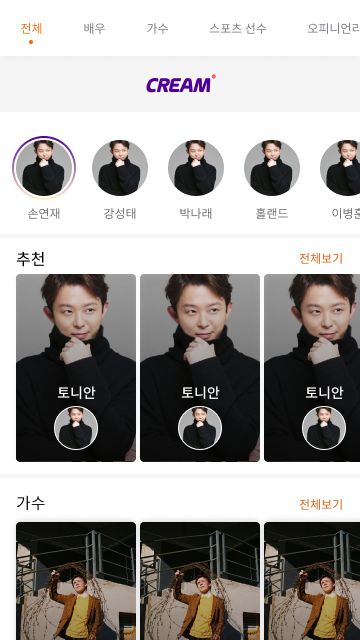 전체 배우 가수 스포츠 선수 오피니언리
CREAM
손연재 강성태 박나래 홀랜드 이병훈
추천 전체보기
토니안 토니안 토니안
가수 전체보기